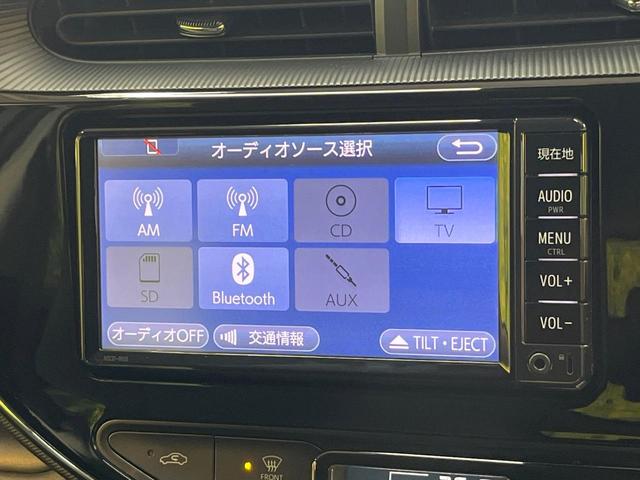 オーディオソース選択
現在地
AM
FM
CD
TV
AUDIO
PWR
MENU
CTRL
SD
Bluetooth
AUX
VOL+
オーディオOFF
交通情報
TILT・EJECT
VOL-
FRONT